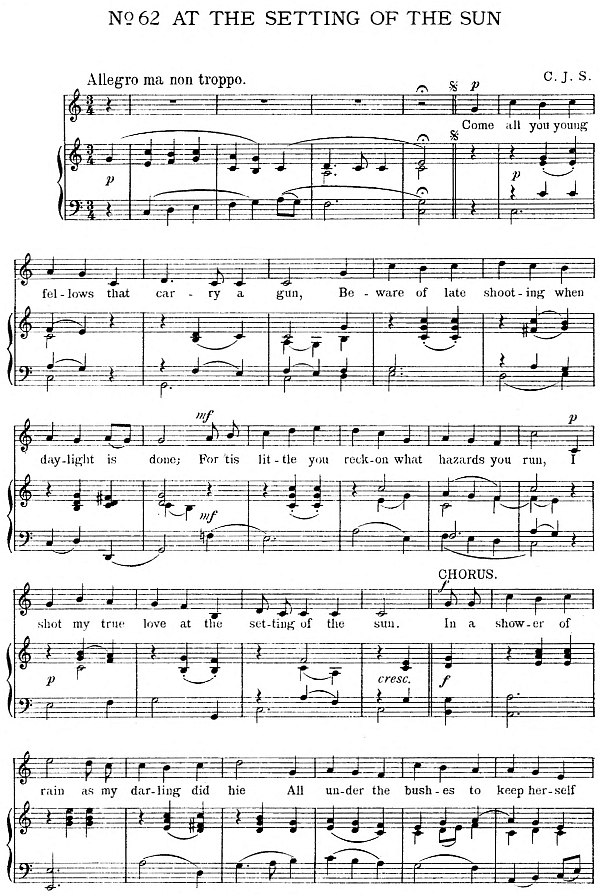 No 62 AT THE SETTING OF THE SUN
Allegro ma non troppo.
C. J. S.
p
Come all you young
p
p
fel-lows that car-ry a gun, Be-ware of late shoot-ing when
mf
p
day-light is done; For 'tis lit-tle you reck-on what hazards you run, I
mf
CHORUS.
f
shot my true love at the set-ting of the sun. In a show-er of
p
cresc.
f
rain as my dar-ling did hie All un-der the bush-es to keep her-self